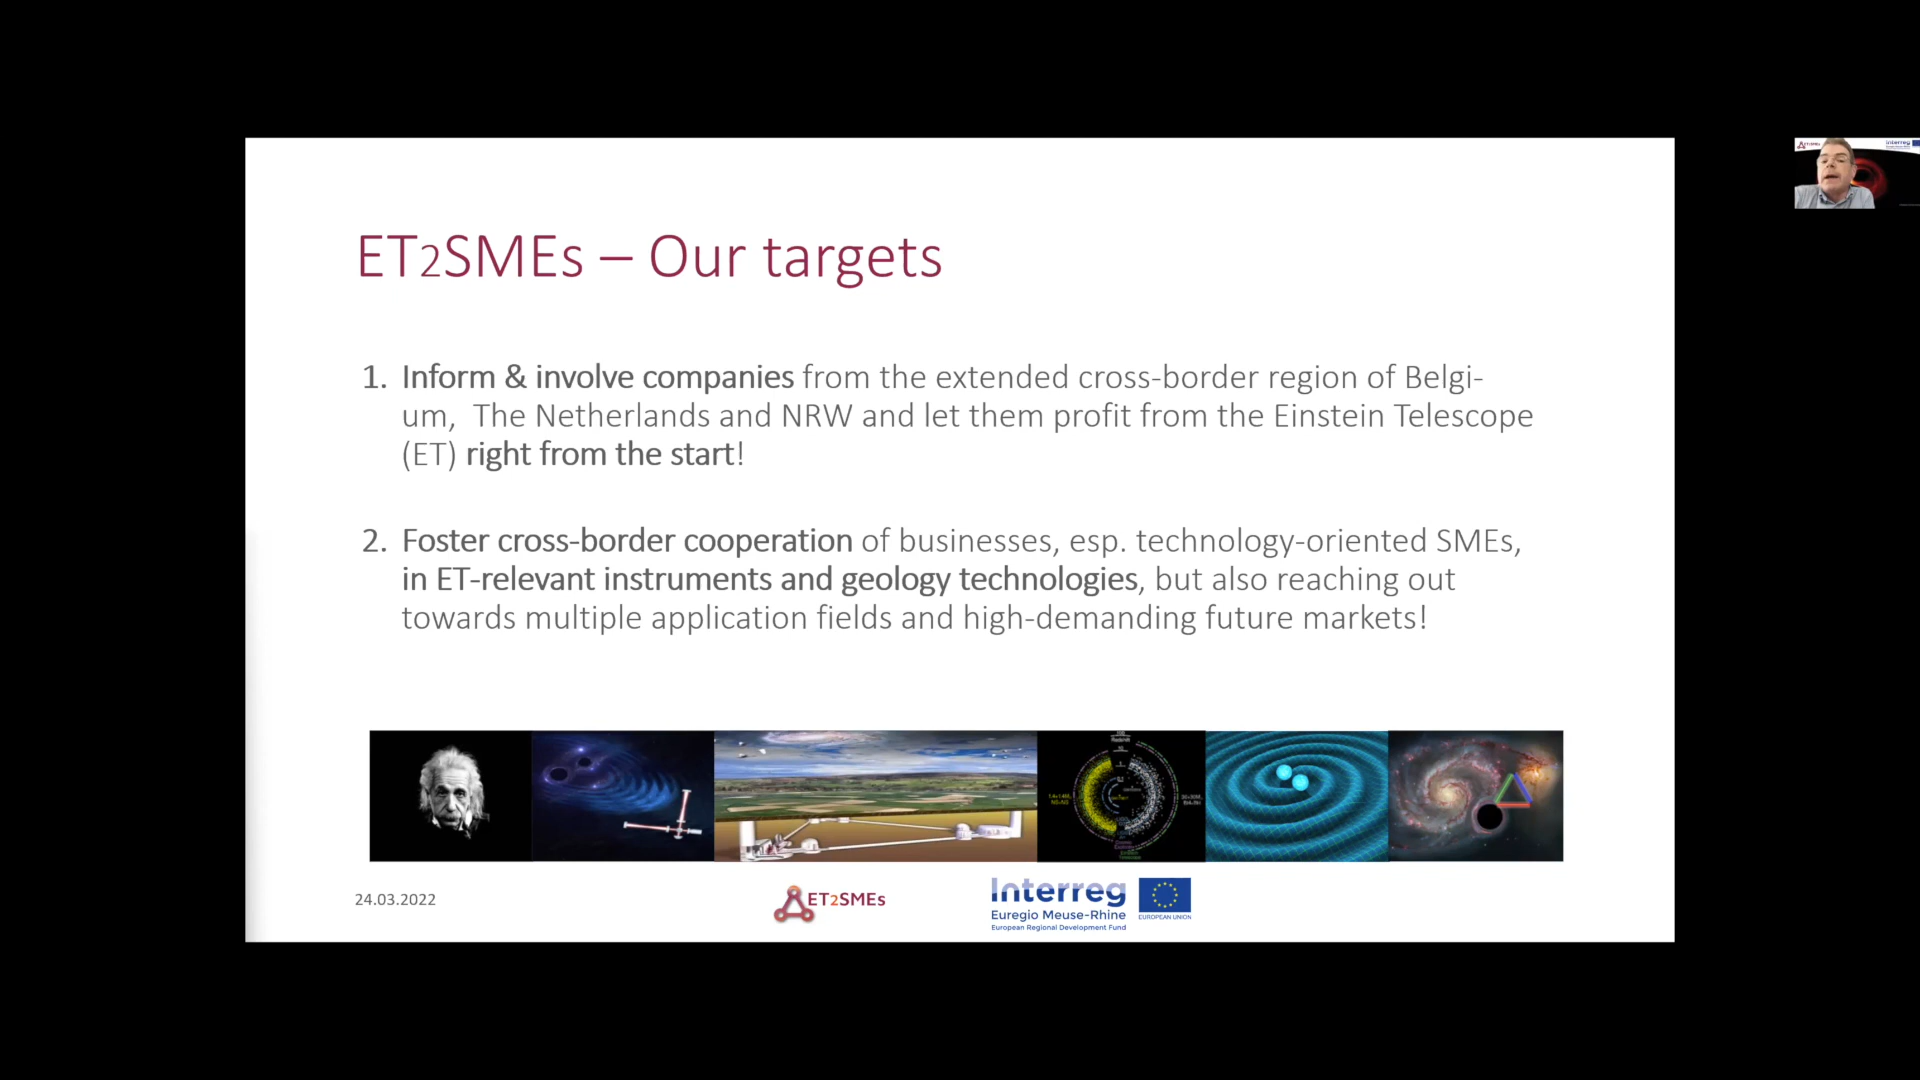 ET2SMEs – Our targets
1. Inform & involve companies from the extended cross-border region of Belgi-
um, The Netherlands and NRW and let them profit from the Einstein Telescope
(ET) right from the start!
2. Foster cross-border cooperation of businesses, esp. technology-oriented SMEs,
in ET-relevant instruments and geology technologies, but also reaching out
towards multiple application fields and high-demanding future markets!
24.03.2022
ET2SMEs
Interreg
Euregio Meuse-Rhine
European Regional Development Fund
EUROPEAN UNION